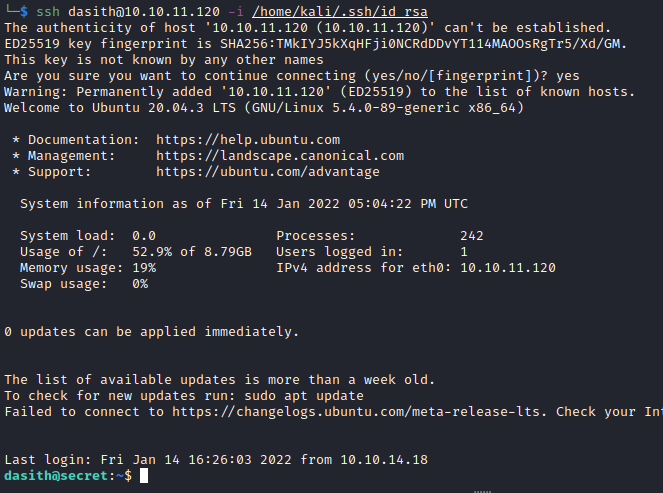 └─$ ssh dasith@10.10.11.120 -i /home/kali/.ssh/id_rsa
The authenticity of host '10.10.11.120 (10.10.11.120)' can't be established.
ED25519 key fingerprint is SHA256:TMkIYJ5kXqHFji0NCRdDDvYT114MAOOsRgTr5/Xd/GM.
This key is not known by any other names
Are you sure you want to continue connecting (yes/no/[fingerprint])? yes
Warning: Permanently added '10.10.11.120' (ED25519) to the list of known hosts.
Welcome to Ubuntu 20.04.3 LTS (GNU/Linux 5.4.0-89-generic x86_64)
* Documentation: https://help.ubuntu.com
* Management: https://landscape.canonical.com
* Support: https://ubuntu.com/advantage
System information as of Fri 14 Jan 2022 05:04:22 PM UTC
System load: 0.0 Processes: 242
Usage of /: 52.9% of 8.79GB Users logged in: 1
Memory usage: 19% IPv4 address for eth0: 10.10.11.120
Swap usage: 0%
0 updates can be applied immediately.
The list of available updates is more than a week old.
To check for new updates run: sudo apt update
Failed to connect to https://changelogs.ubuntu.com/meta-release-lts. Check your Int
Last login: Fri Jan 14 16:26:03 2022 from 10.10.14.18
dasith@secret:~$